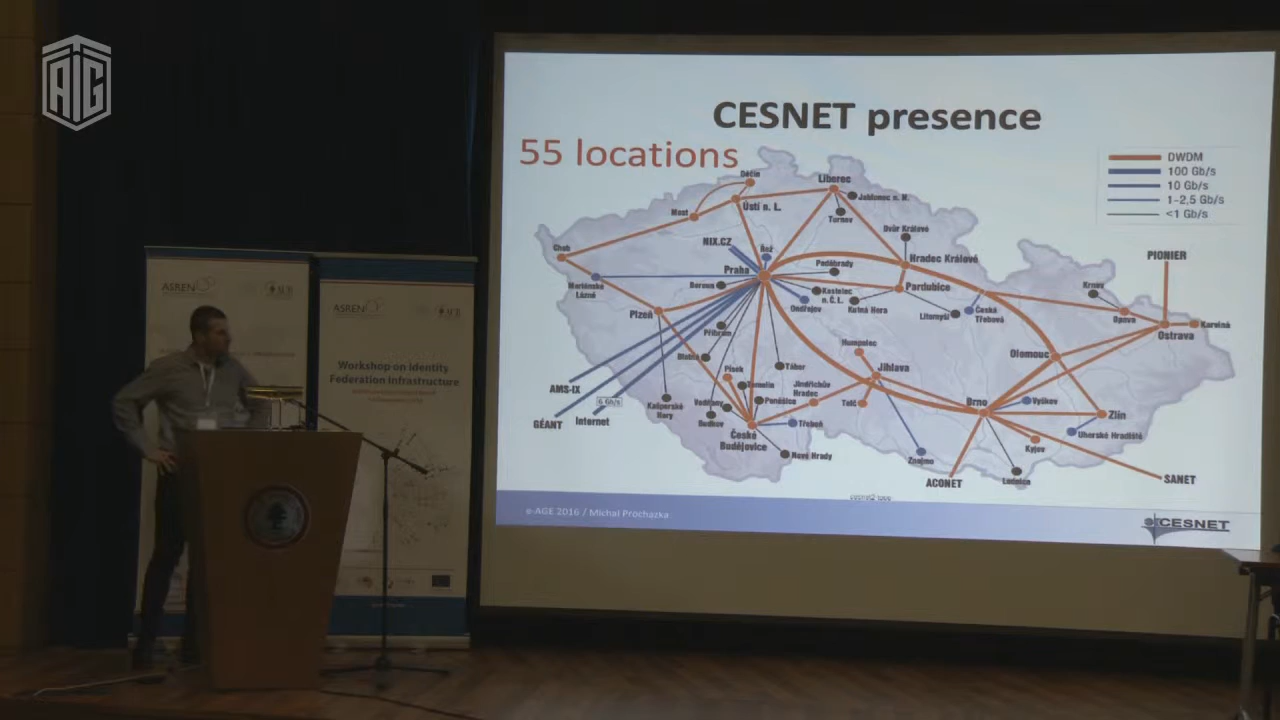 ATG
CESNET presence
55 locations
DWDM
100 Gb/s
10 Gb/s
1-2,5 Gb/s
<1 Gb/s
Děčín
Liberec
Jablonec n. N.
Most
Ústí n. L.
Turnov
Dvůr Králové
Cheb
NIX.CZ
Řež
Hradec Králové
PIONIER
Praha
Poděbrady
Mariánské
Lázně
Beroun
Kostelec
n. Č. L.
Pardubice
Krnov
Plzeň
Ondřejov
Kutná Hora
Litomyšl
Česká
Třebová
Opava
Karviná
Ostrava
Příbram
Humpolec
Olomouc
Blatná
Tábor
Jihlava
Písek
AMS-IX
Temelín
Jindřichův
Hradec
6 Gb/s
Kašperské
Hory
Vodňany
Poněšice
Telč
Brno
Vyškov
Zlín
GÉANT
Internet
Třeboň
České
Budějovice
Uherské Hradiště
Kyjov
Nové Hrady
Znojmo
Lednice
ACONET
SANET
e-AGE 2016 / Michal Prochazka
CESNET
ASREN
ASREN
Workshop on Identity
Federation Infrastructure